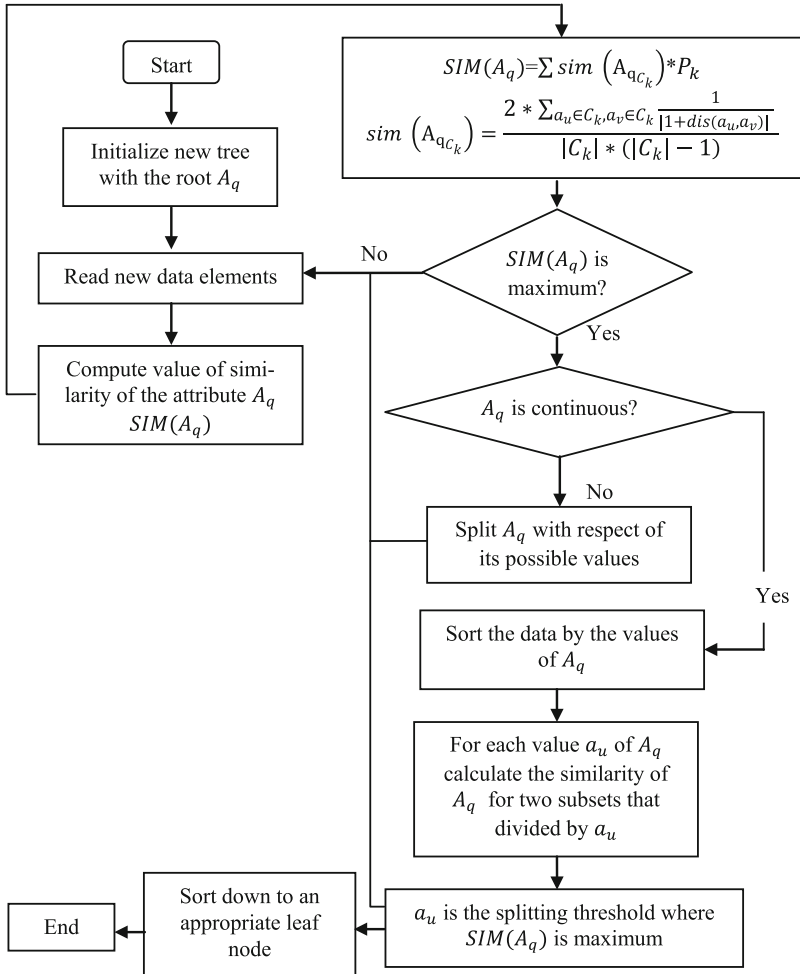 Start
Initialize new tree
with the root A_q
Read new data elements
Compute value of simi-
larity of the attribute A_q
SIM(A_q)
SIM(A_q)=∑ sim (A_{q_{C_k}})*P_k
sim (A_{q_{C_k}}) = \frac{2 * ∑_{a_u∈C_k,a_v∈C_k} \frac{1}{|1+dis(a_u,a_v)|}}{|C_k| * (|C_k| − 1)}
SIM(A_q) is
maximum?
No
Yes
A_q is continuous?
No
Yes
Split A_q with respect of
its possible values
Sort the data by the values
of A_q
For each value a_u of A_q
calculate the similarity of
A_q for two subsets that
divided by a_u
a_u is the splitting threshold where
SIM(A_q) is maximum
Sort down to an
appropriate leaf
node
End